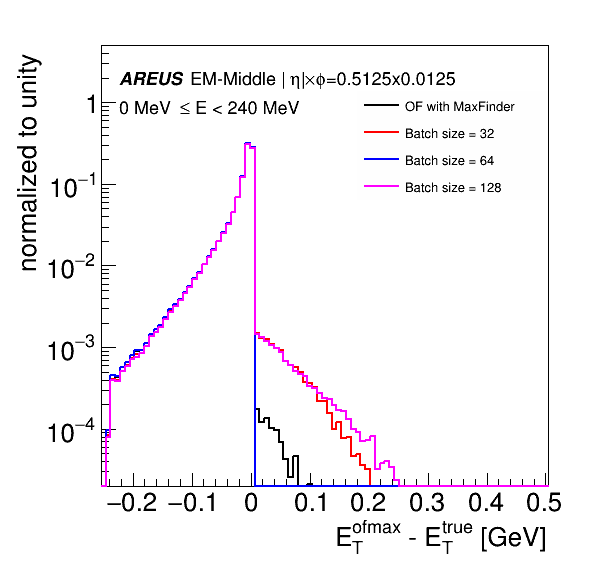 normalized to unity
AREUS EM-Middle | η|×ϕ=0.5125x0.0125
0 MeV ≤ E < 240 MeV
OF with MaxFinder
Batch size = 32
Batch size = 64
Batch size = 128
1
10⁻¹
10⁻²
10⁻³
10⁻⁴
−0.2 −0.1 0 0.1 0.2 0.3 0.4 0.5
E_T^ofmax - E_T^true [GeV]